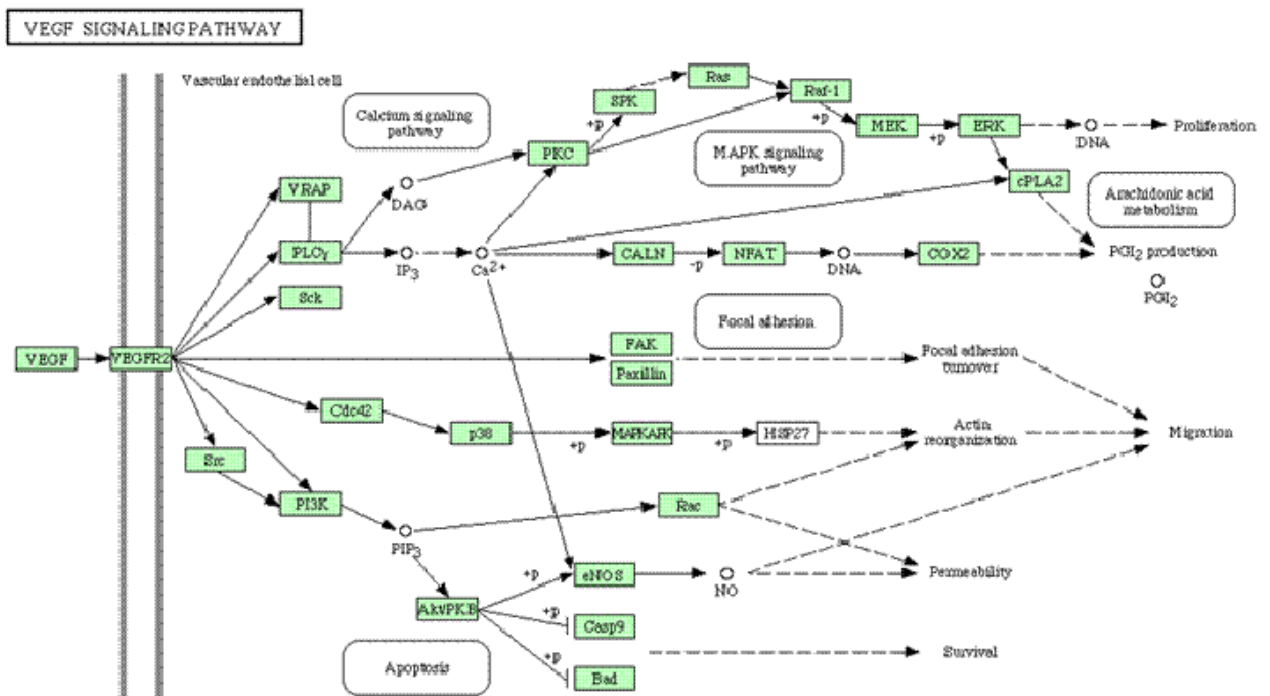 VEGF SIGNALING PATHWAY
Vascular endothelial cell
Calcium signaling
pathway
SPK
Ras
Raf-1
+p
+p
MEK
+p
ERK
DNA
Proliferation
PKC
MAPK signaling
pathway
VRAP
DAG
cPLA2
Arachidonic acid
metabolism
PLCγ
IP3
Ca2+
CALN
-p
NFAT
DNA
COX2
PGI2 production
PGI2
Sck
Focal adhesion
VEGF
VEGFR2
FAK
Paxillin
Focal adhesion
turnover
Cdc42
p38
+p
MAPKAPK
+p
HSP27
Actin
reorganization
Migration
Src
PI3K
Rac
PIP3
+p
eNOS
NO
Permeability
Akt/PKB
+p
Casp9
Apoptosis
+p
Bad
Survival